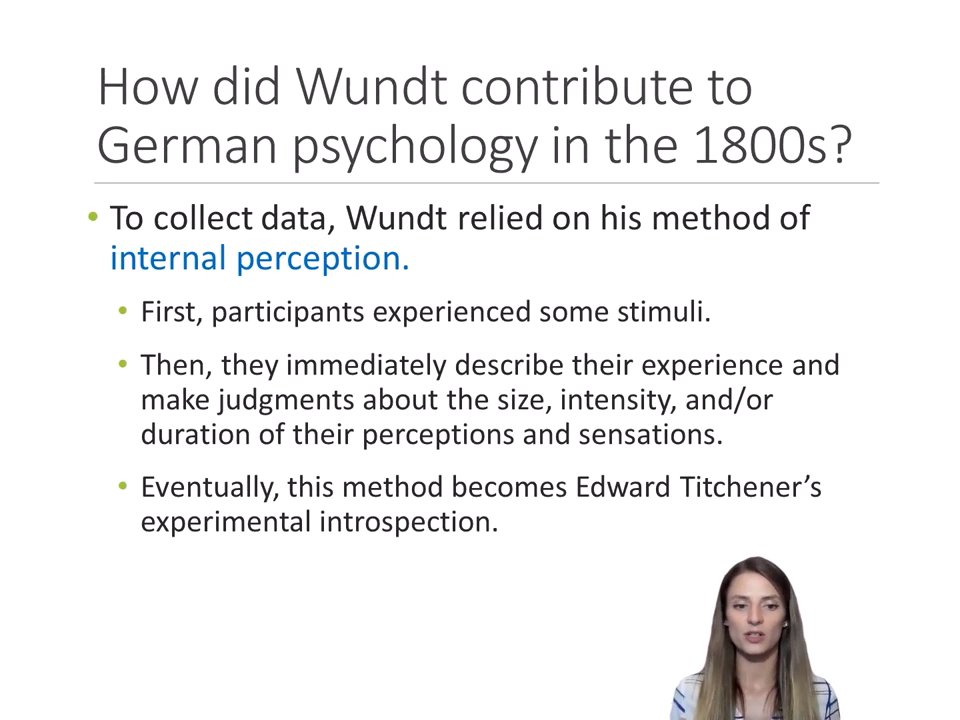 How did Wundt contribute to
German psychology in the 1800s?
• To collect data, Wundt relied on his method of
internal perception.
• First, participants experienced some stimuli.
• Then, they immediately describe their experience and
make judgments about the size, intensity, and/or
duration of their perceptions and sensations.
• Eventually, this method becomes Edward Titchener’s
experimental introspection.